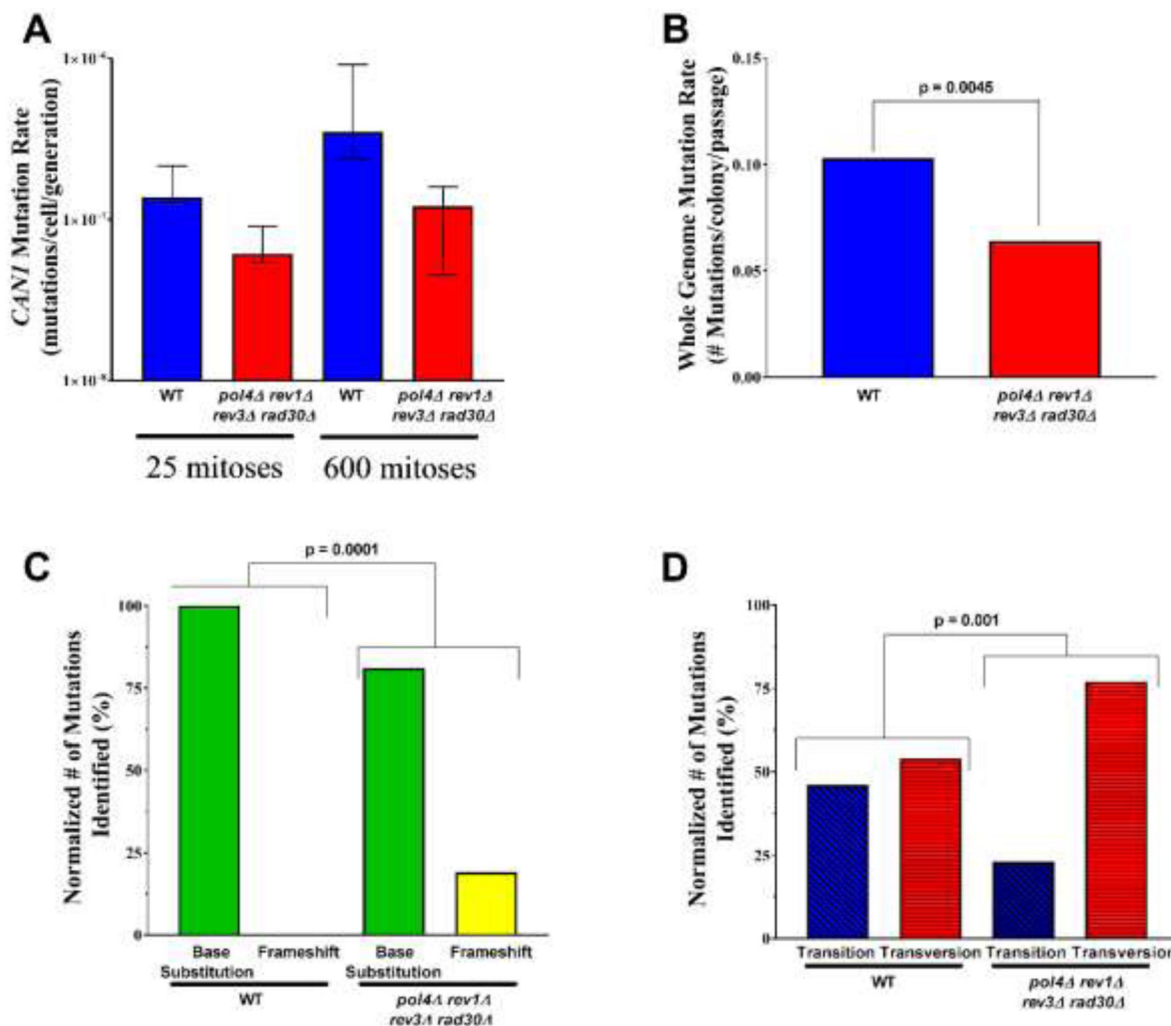 A
CAN1 Mutation Rate
(mutations/cell/generation)
1×10⁻⁶
1×10⁻⁷
1×10⁻⁸
WT
pol4Δ rev1Δ
rev3Δ rad30Δ
WT
pol4Δ rev1Δ
rev3Δ rad30Δ
25 mitoses
600 mitoses
B
Whole Genome Mutation Rate
(# Mutations/colony/passage)
0.15
0.10
0.05
0.00
p = 0.0045
WT
pol4Δ rev1Δ
rev3Δ rad30Δ
C
Normalized # of Mutations
Identified (%)
100
75
50
25
0
p = 0.0001
Base
Substitution
Frameshift
Base
Substitution
Frameshift
WT
pol4Δ rev1Δ
rev3Δ rad30Δ
D
Normalized # of Mutations
Identified (%)
100
75
50
25
0
p = 0.001
Transition
Transversion
Transition
Transversion
WT
pol4Δ rev1Δ
rev3Δ rad30Δ